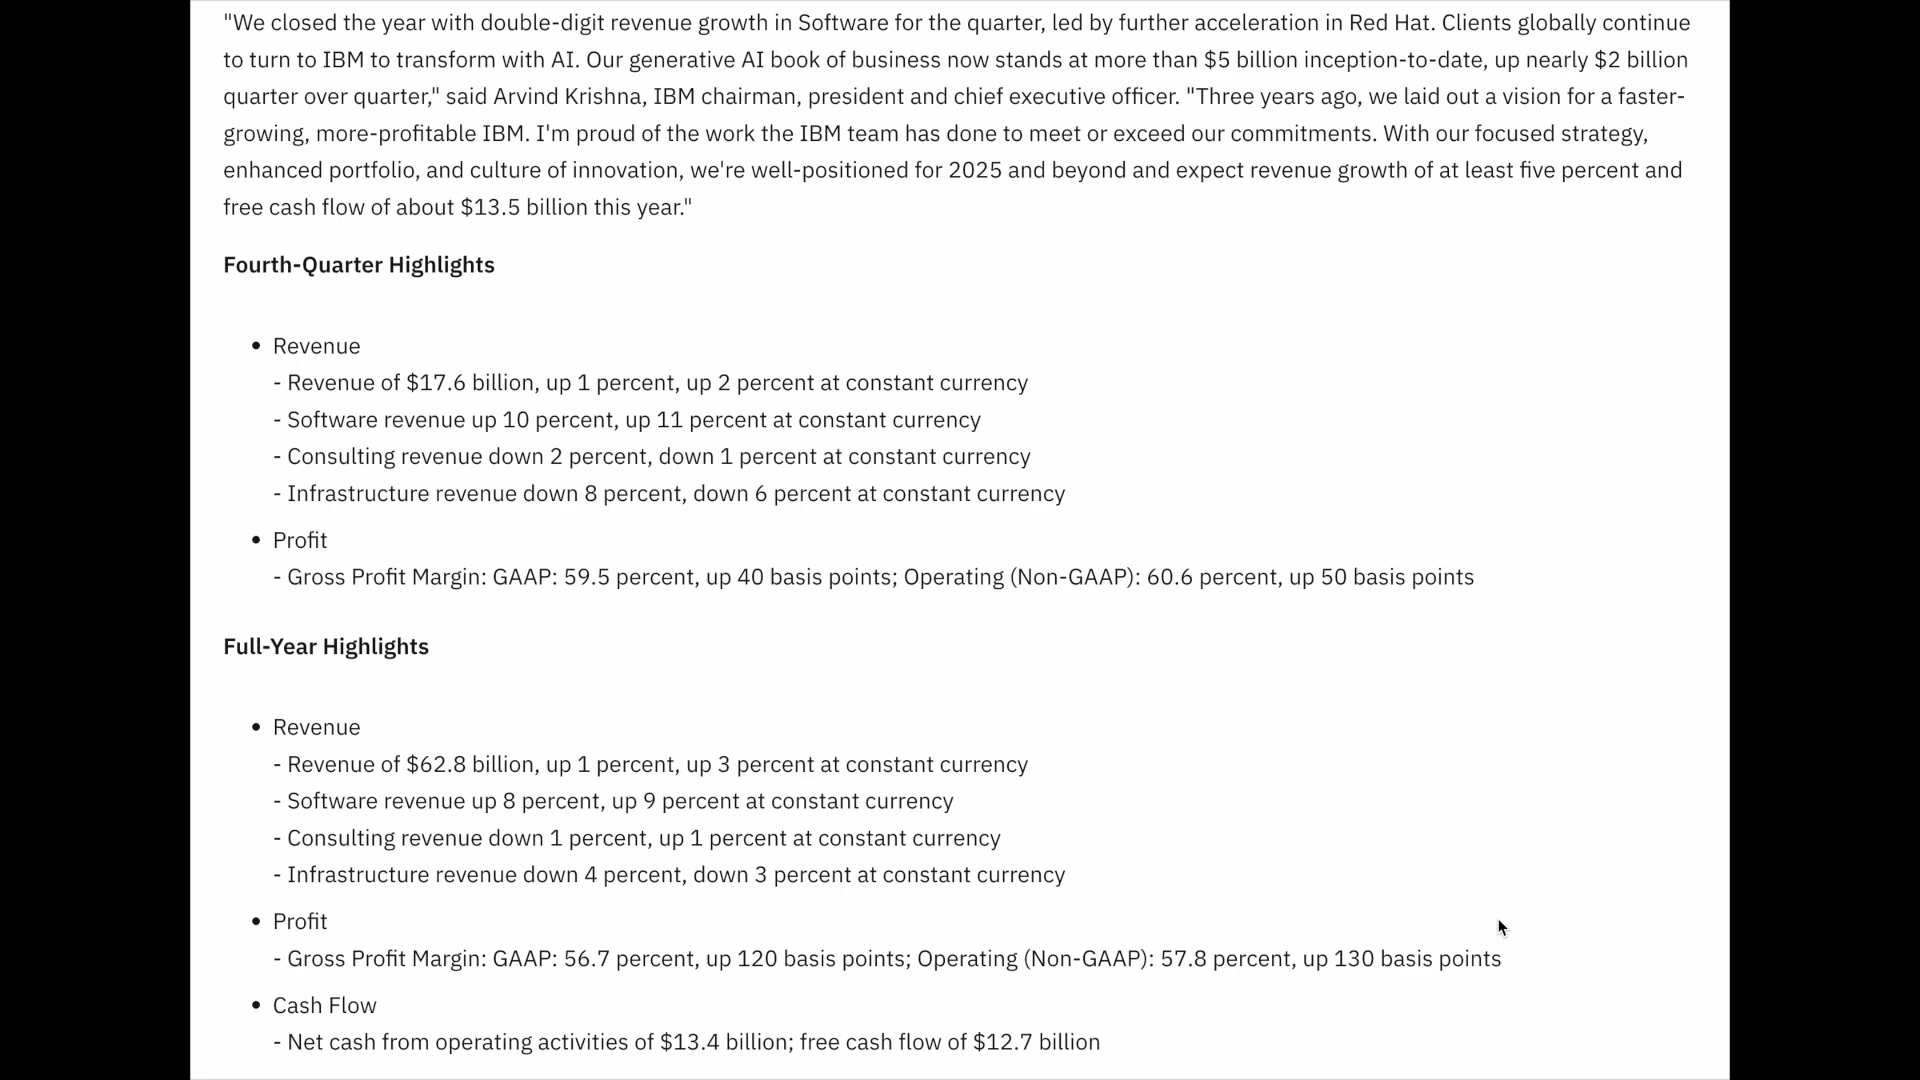 "We closed the year with double-digit revenue growth in Software for the quarter, led by further acceleration in Red Hat. Clients globally continue
to turn to IBM to transform with AI. Our generative AI book of business now stands at more than $5 billion inception-to-date, up nearly $2 billion
quarter over quarter," said Arvind Krishna, IBM chairman, president and chief executive officer. "Three years ago, we laid out a vision for a faster-
growing, more-profitable IBM. I'm proud of the work the IBM team has done to meet or exceed our commitments. With our focused strategy,
enhanced portfolio, and culture of innovation, we're well-positioned for 2025 and beyond and expect revenue growth of at least five percent and
free cash flow of about $13.5 billion this year."
Fourth-Quarter Highlights
• Revenue
- Revenue of $17.6 billion, up 1 percent, up 2 percent at constant currency
- Software revenue up 10 percent, up 11 percent at constant currency
- Consulting revenue down 2 percent, down 1 percent at constant currency
- Infrastructure revenue down 8 percent, down 6 percent at constant currency
• Profit
- Gross Profit Margin: GAAP: 59.5 percent, up 40 basis points; Operating (Non-GAAP): 60.6 percent, up 50 basis points
Full-Year Highlights
• Revenue
- Revenue of $62.8 billion, up 1 percent, up 3 percent at constant currency
- Software revenue up 8 percent, up 9 percent at constant currency
- Consulting revenue down 1 percent, up 1 percent at constant currency
- Infrastructure revenue down 4 percent, down 3 percent at constant currency
• Profit
- Gross Profit Margin: GAAP: 56.7 percent, up 120 basis points; Operating (Non-GAAP): 57.8 percent, up 130 basis points
• Cash Flow
- Net cash from operating activities of $13.4 billion; free cash flow of $12.7 billion